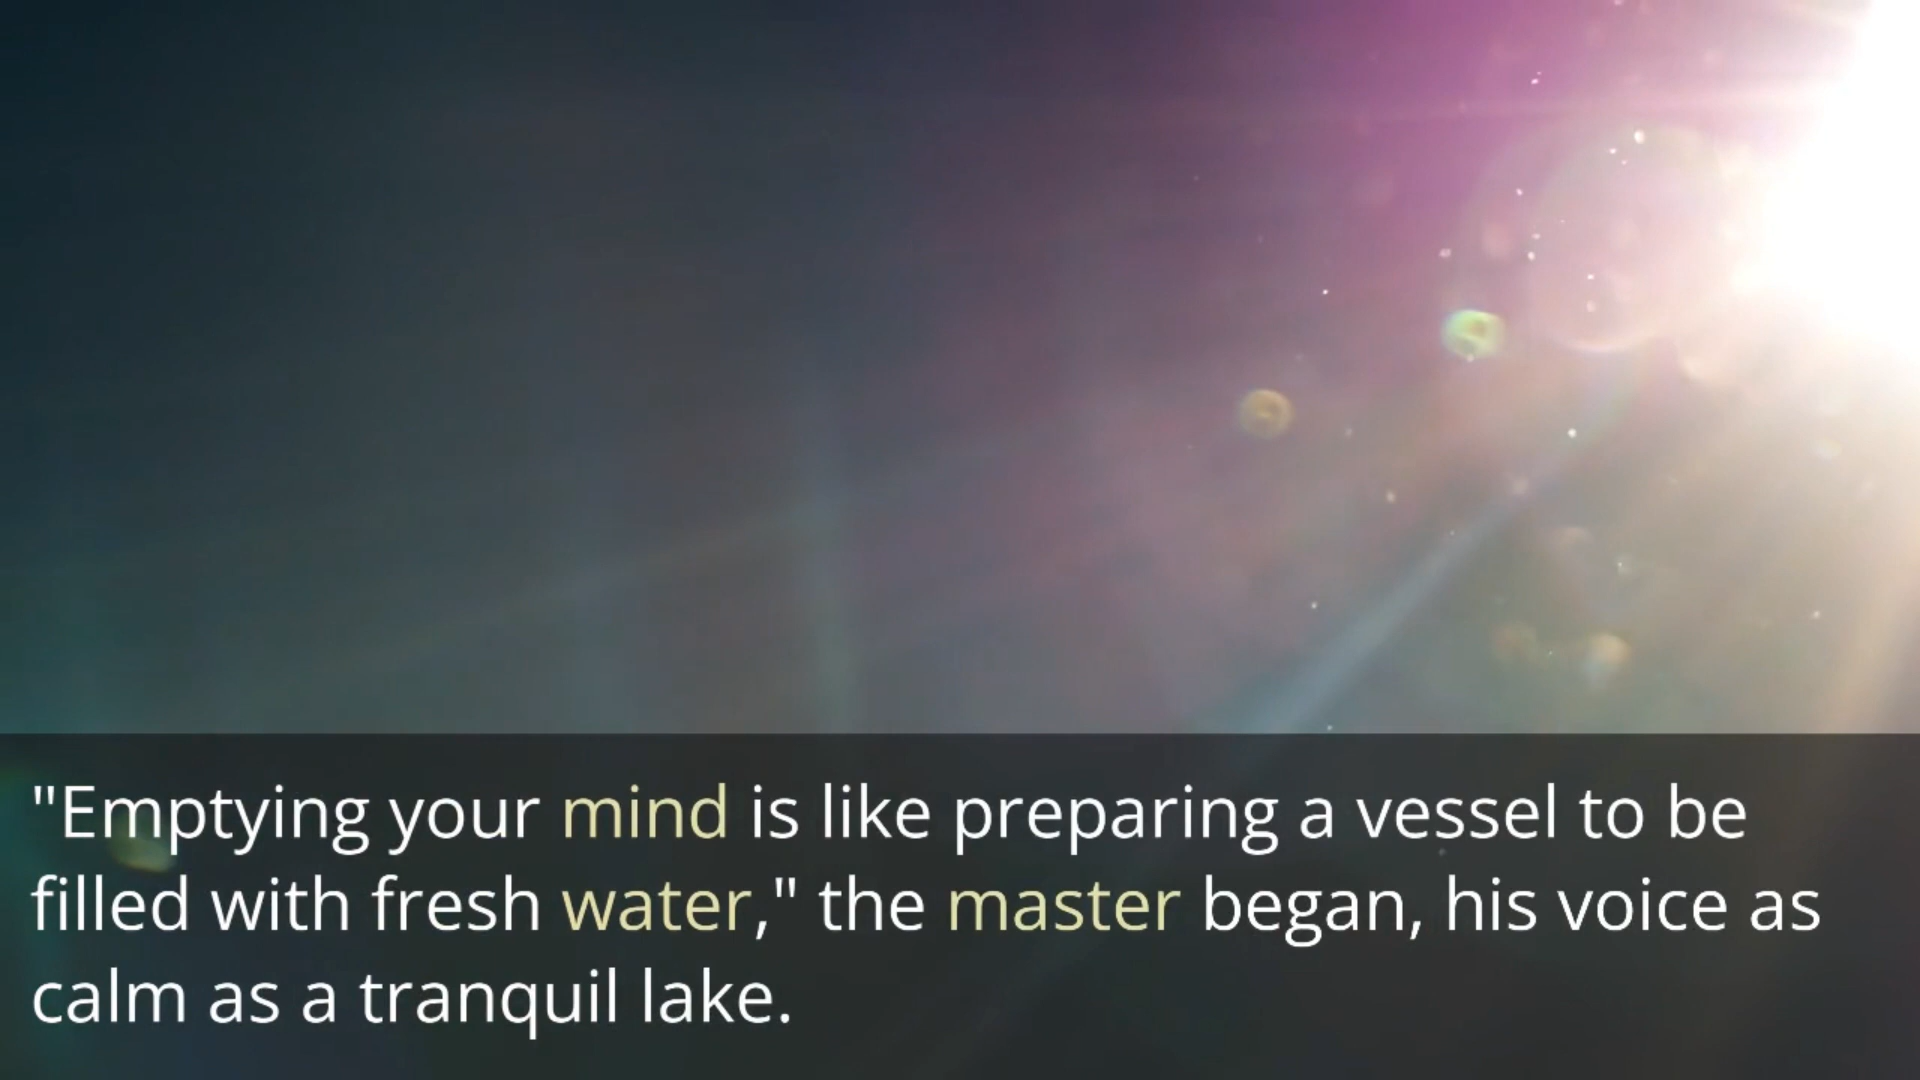 "Emptying your mind is like preparing a vessel to be
filled with fresh water," the master began, his voice as
calm as a tranquil lake.